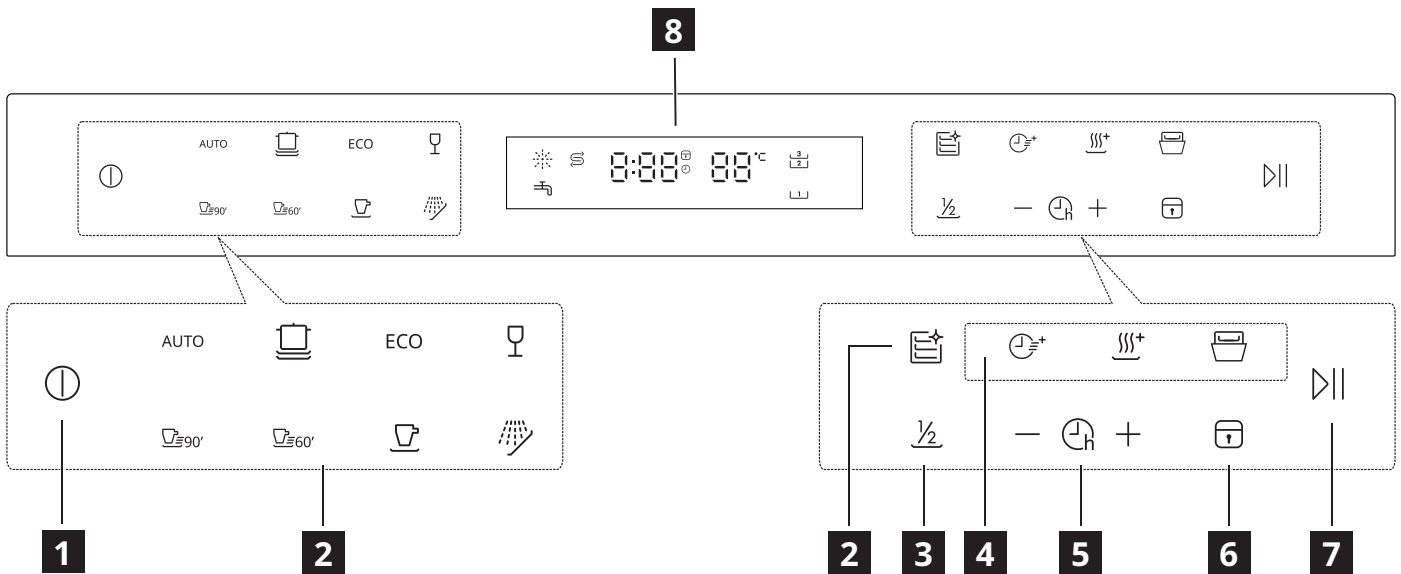 8
AUTO ECO
90' 60'
8:88 88 °C
3
2
1
+ +
½ − h +
AUTO ECO
90' 60'
+ +
½ − h +
1 2 2 3 4 5 6 7